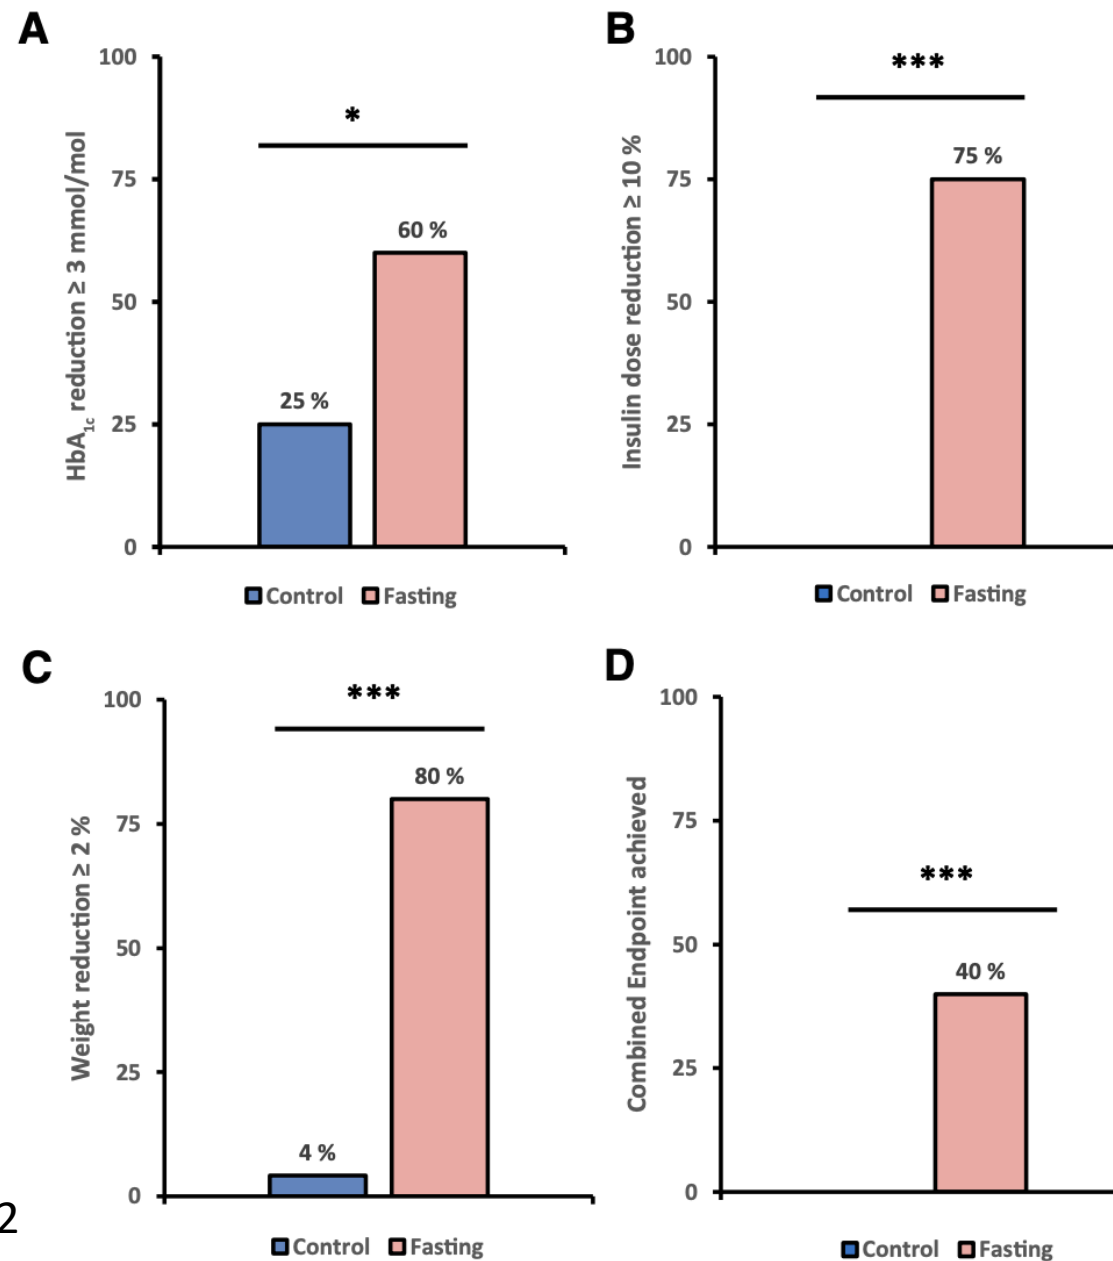 A
100
75
50
25
0
HbA1c reduction ≥ 3 mmol/mol
*
25 %
60 %
Control Fasting
B
100
75
50
25
0
Insulin dose reduction ≥ 10 %
***
75 %
Control Fasting
C
100
75
50
25
0
Weight reduction ≥ 2 %
***
4 %
80 %
Control Fasting
D
100
75
50
25
0
Combined Endpoint achieved
***
40 %
Control Fasting
2